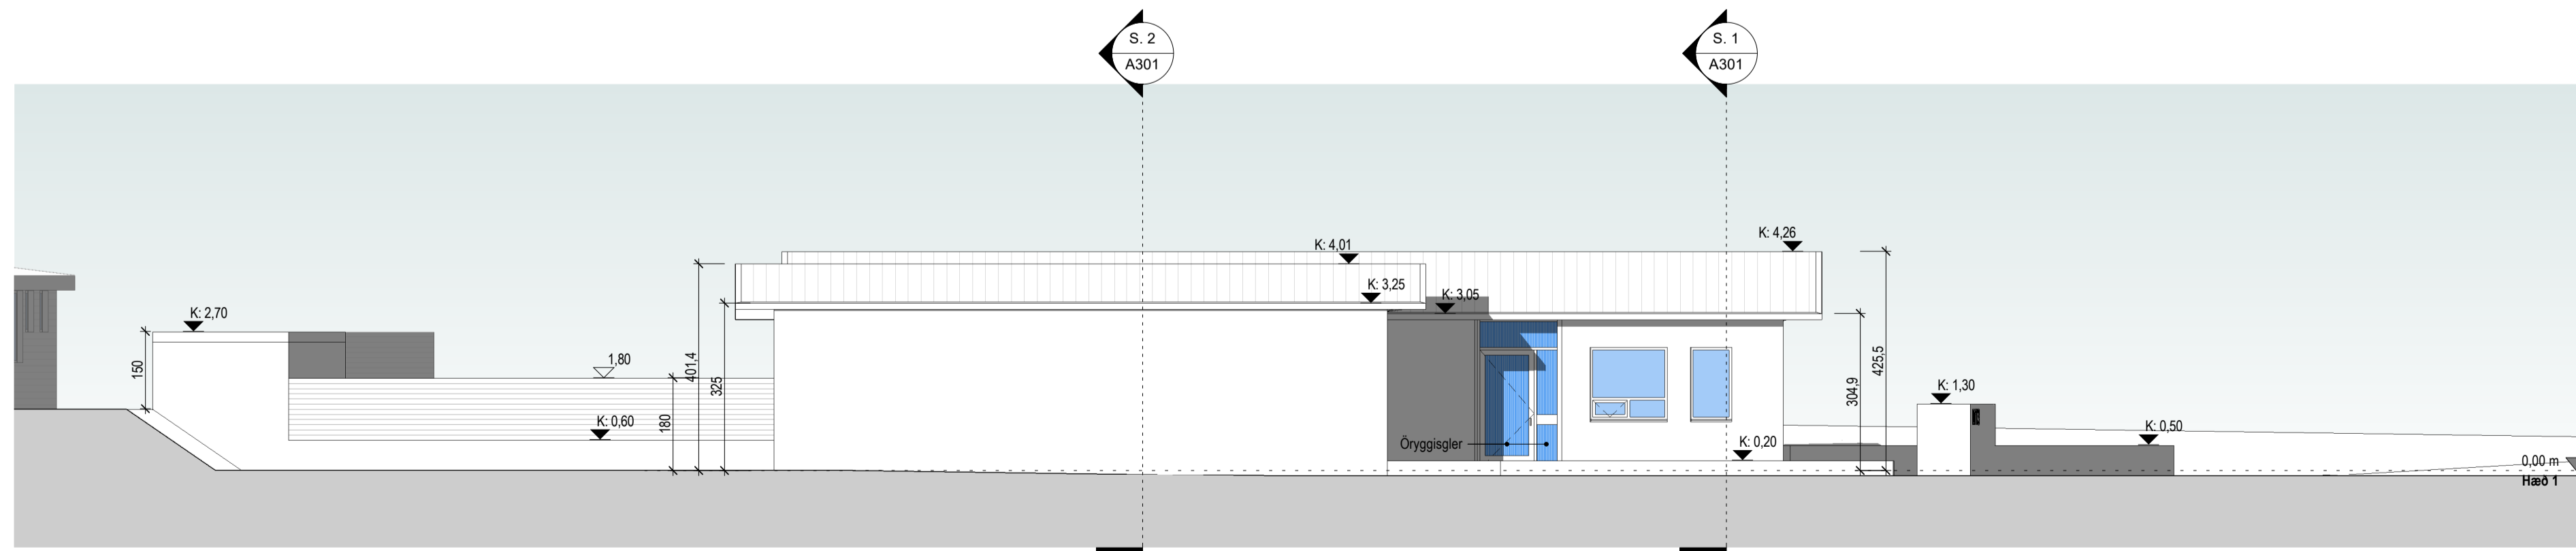 S. 2
A301
S. 1
A301
K: 4,01
K: 4,26
K: 3,25
K: 3,05
K: 2,70
150
1,80
K: 0,60
180
401,4
325
Öryggisgler
K: 0,20
304,9
425,5
K: 1,30
K: 0,50
0,00 m
Hæð 1